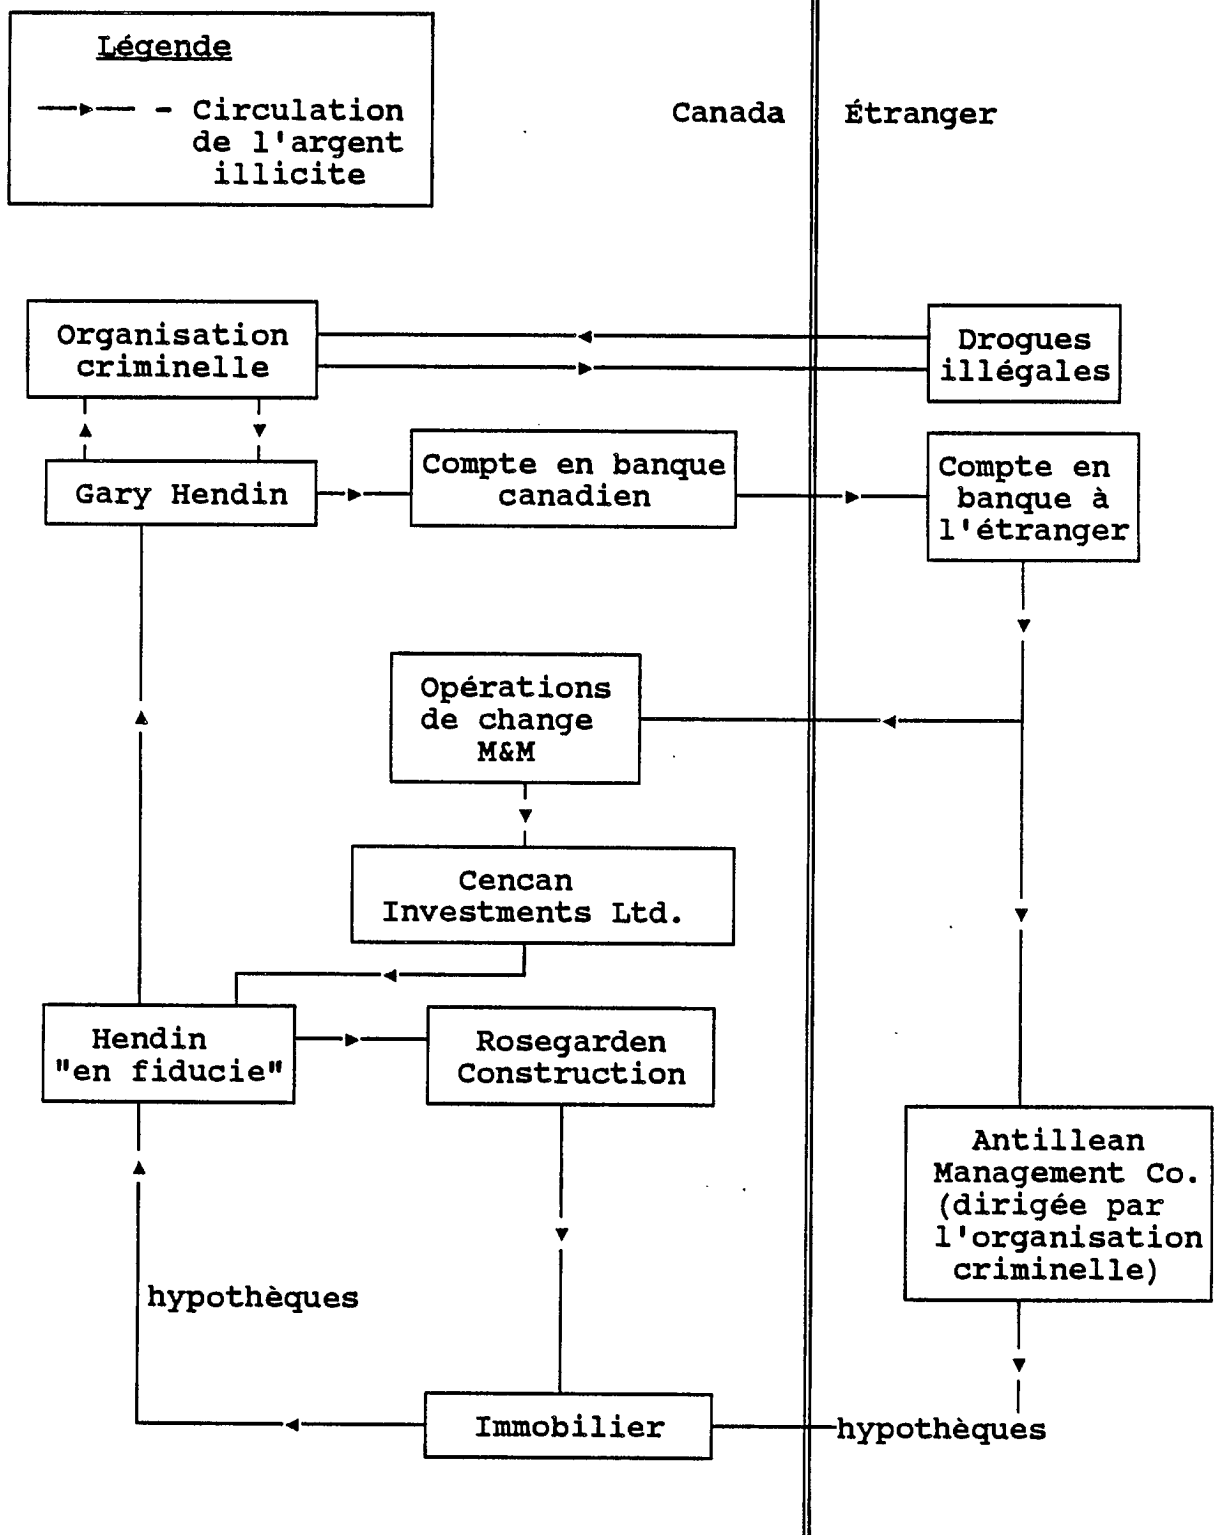 Légende
- Circulation
de l'argent
illicite
Canada
Étranger
Organisation
criminelle
Drogues
illégales
Gary Hendin
Compte en banque
canadien
Compte en
banque à
l'étranger
Opérations
de change
M&M
Cencan
Investments Ltd.
Hendin
"en fiducie"
Rosegarden
Construction
Antillean
Management Co.
(dirigée par
l'organisation
criminelle)
hypothèques
Immobilier
hypothèques